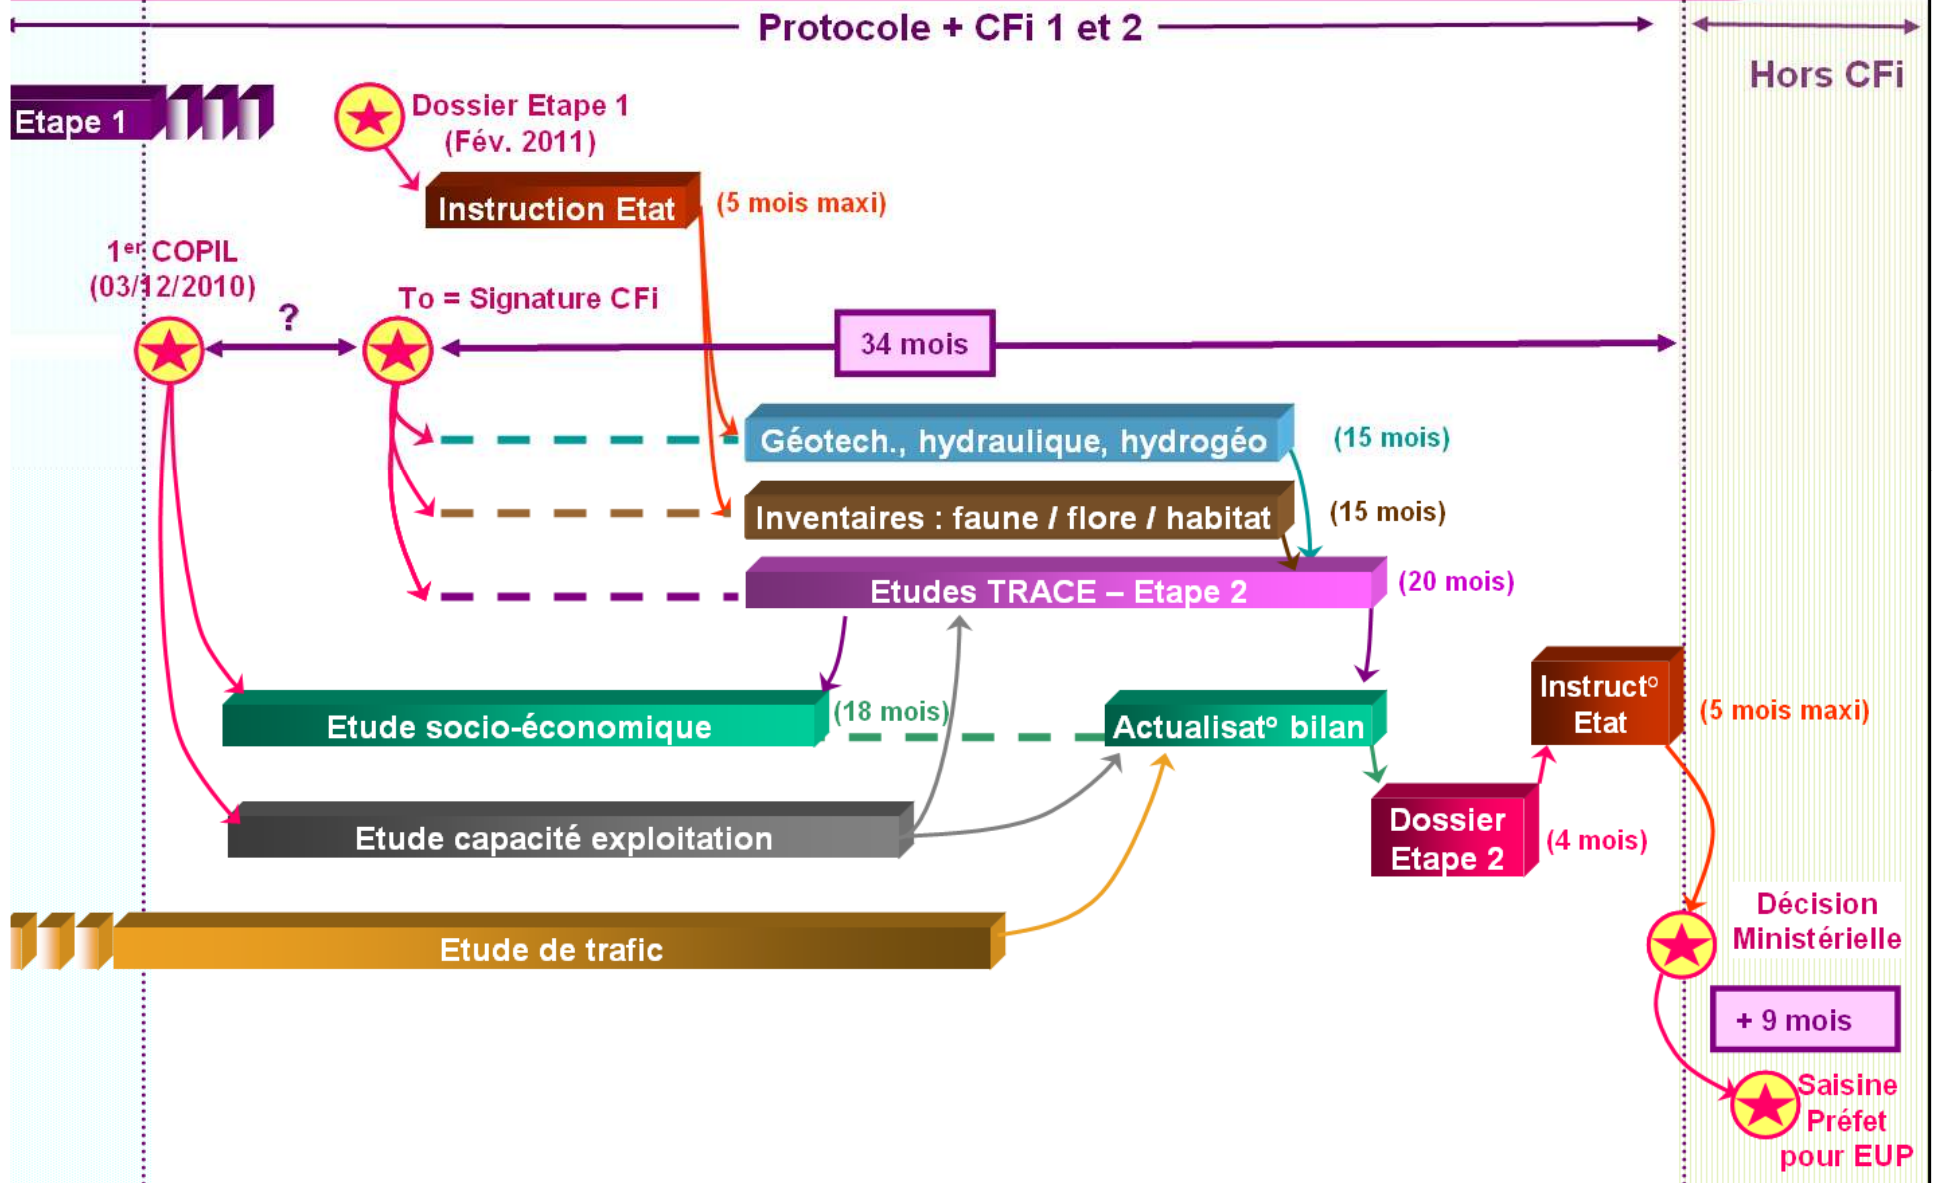 Protocole + CFi 1 et 2
Hors CFi
Etape 1
Dossier Etape 1
(Fév. 2011)
Instruction Etat
(5 mois maxi)
1er COPIL
(03/12/2010)
?
To = Signature CFi
34 mois
Géotech., hydraulique, hydrogéo
(15 mois)
Inventaires : faune / flore / habitat
(15 mois)
Etudes TRACE – Etape 2
(20 mois)
Etude socio-économique
(18 mois)
Actualisat° bilan
Instruct°
Etat
(5 mois maxi)
Etude capacité exploitation
Dossier
Etape 2
(4 mois)
Etude de trafic
Décision
Ministérielle
+ 9 mois
Saisine
Préfet
pour EUP